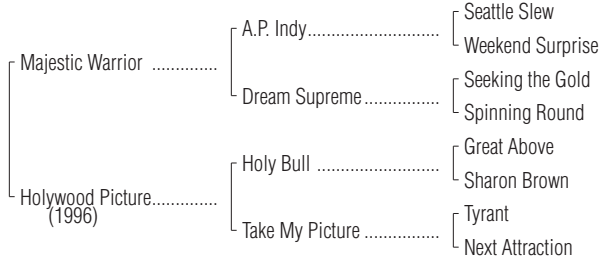 Seattle Slew
A.P. Indy..............................
Weekend Surprise
Majestic Warrior ...............
Seeking the Gold
Dream Supreme.................
Spinning Round
Great Above
Holy Bull ............................
Sharon Brown
Holywood Picture...............
(1996)
Tyrant
Take My Picture .................
Next Attraction